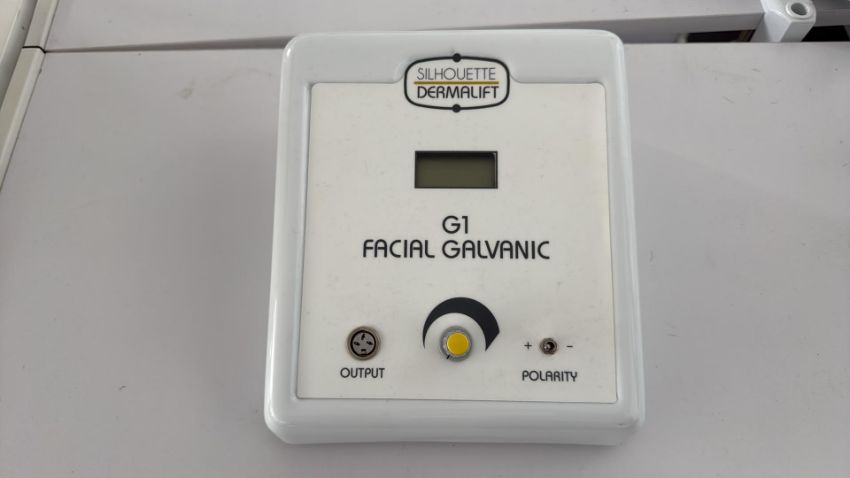 SILHOUETTE
DERMALIFT
G1
FACIAL GALVANIC
OUTPUT
+ -
POLARITY